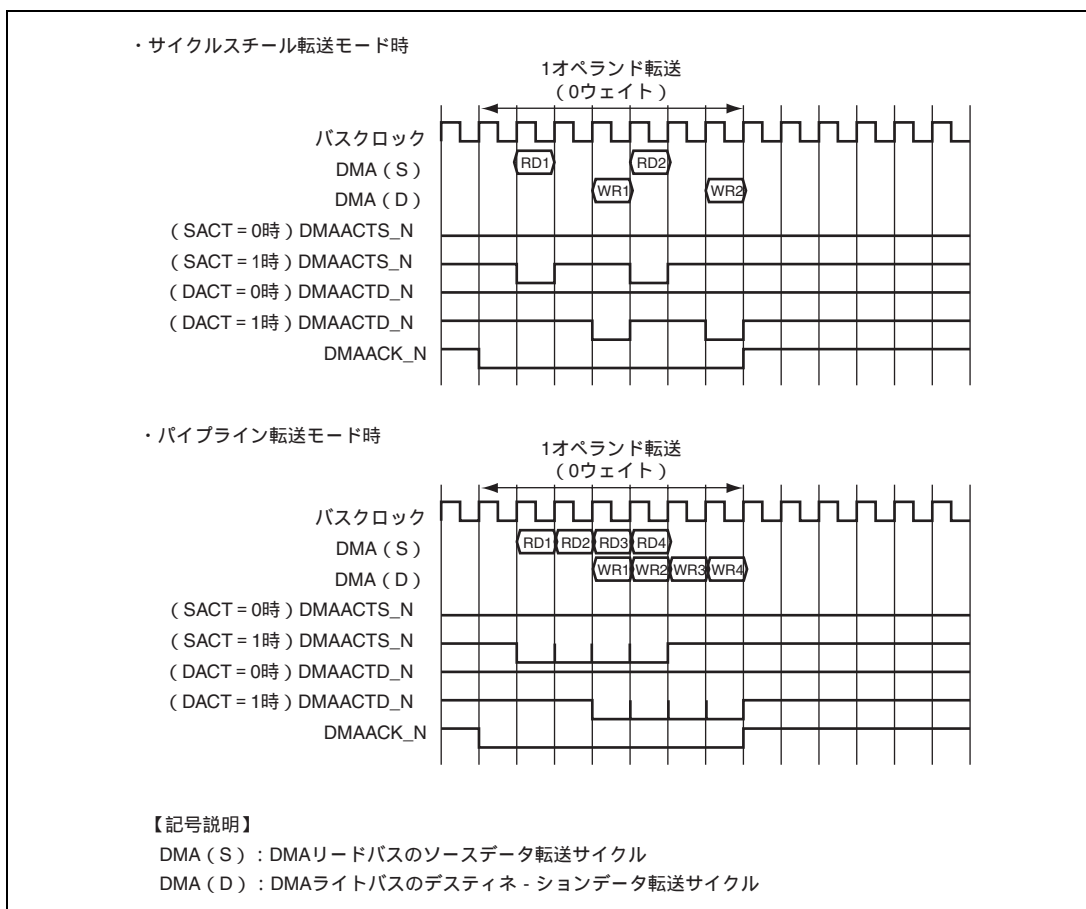 ・サイクルスチール転送モード時
1オペランド転送
（0ウェイト）
バスクロック
DMA（S）
RD1
RD2
DMA（D）
WR1
WR2
（SACT = 0時）DMAACTS_N
（SACT = 1時）DMAACTS_N
（DACT = 0時）DMAACTD_N
（DACT = 1時）DMAACTD_N
DMAACK_N
・パイプライン転送モード時
1オペランド転送
（0ウェイト）
バスクロック
DMA（S）
RD1
RD2
RD3
RD4
DMA（D）
WR1
WR2
WR3
WR4
（SACT = 0時）DMAACTS_N
（SACT = 1時）DMAACTS_N
（DACT = 0時）DMAACTD_N
（DACT = 1時）DMAACTD_N
DMAACK_N
【記号説明】
DMA（S）：DMAリードバスのソースデータ転送サイクル
DMA（D）：DMAライトバスのデスティネ - ションデータ転送サイクル